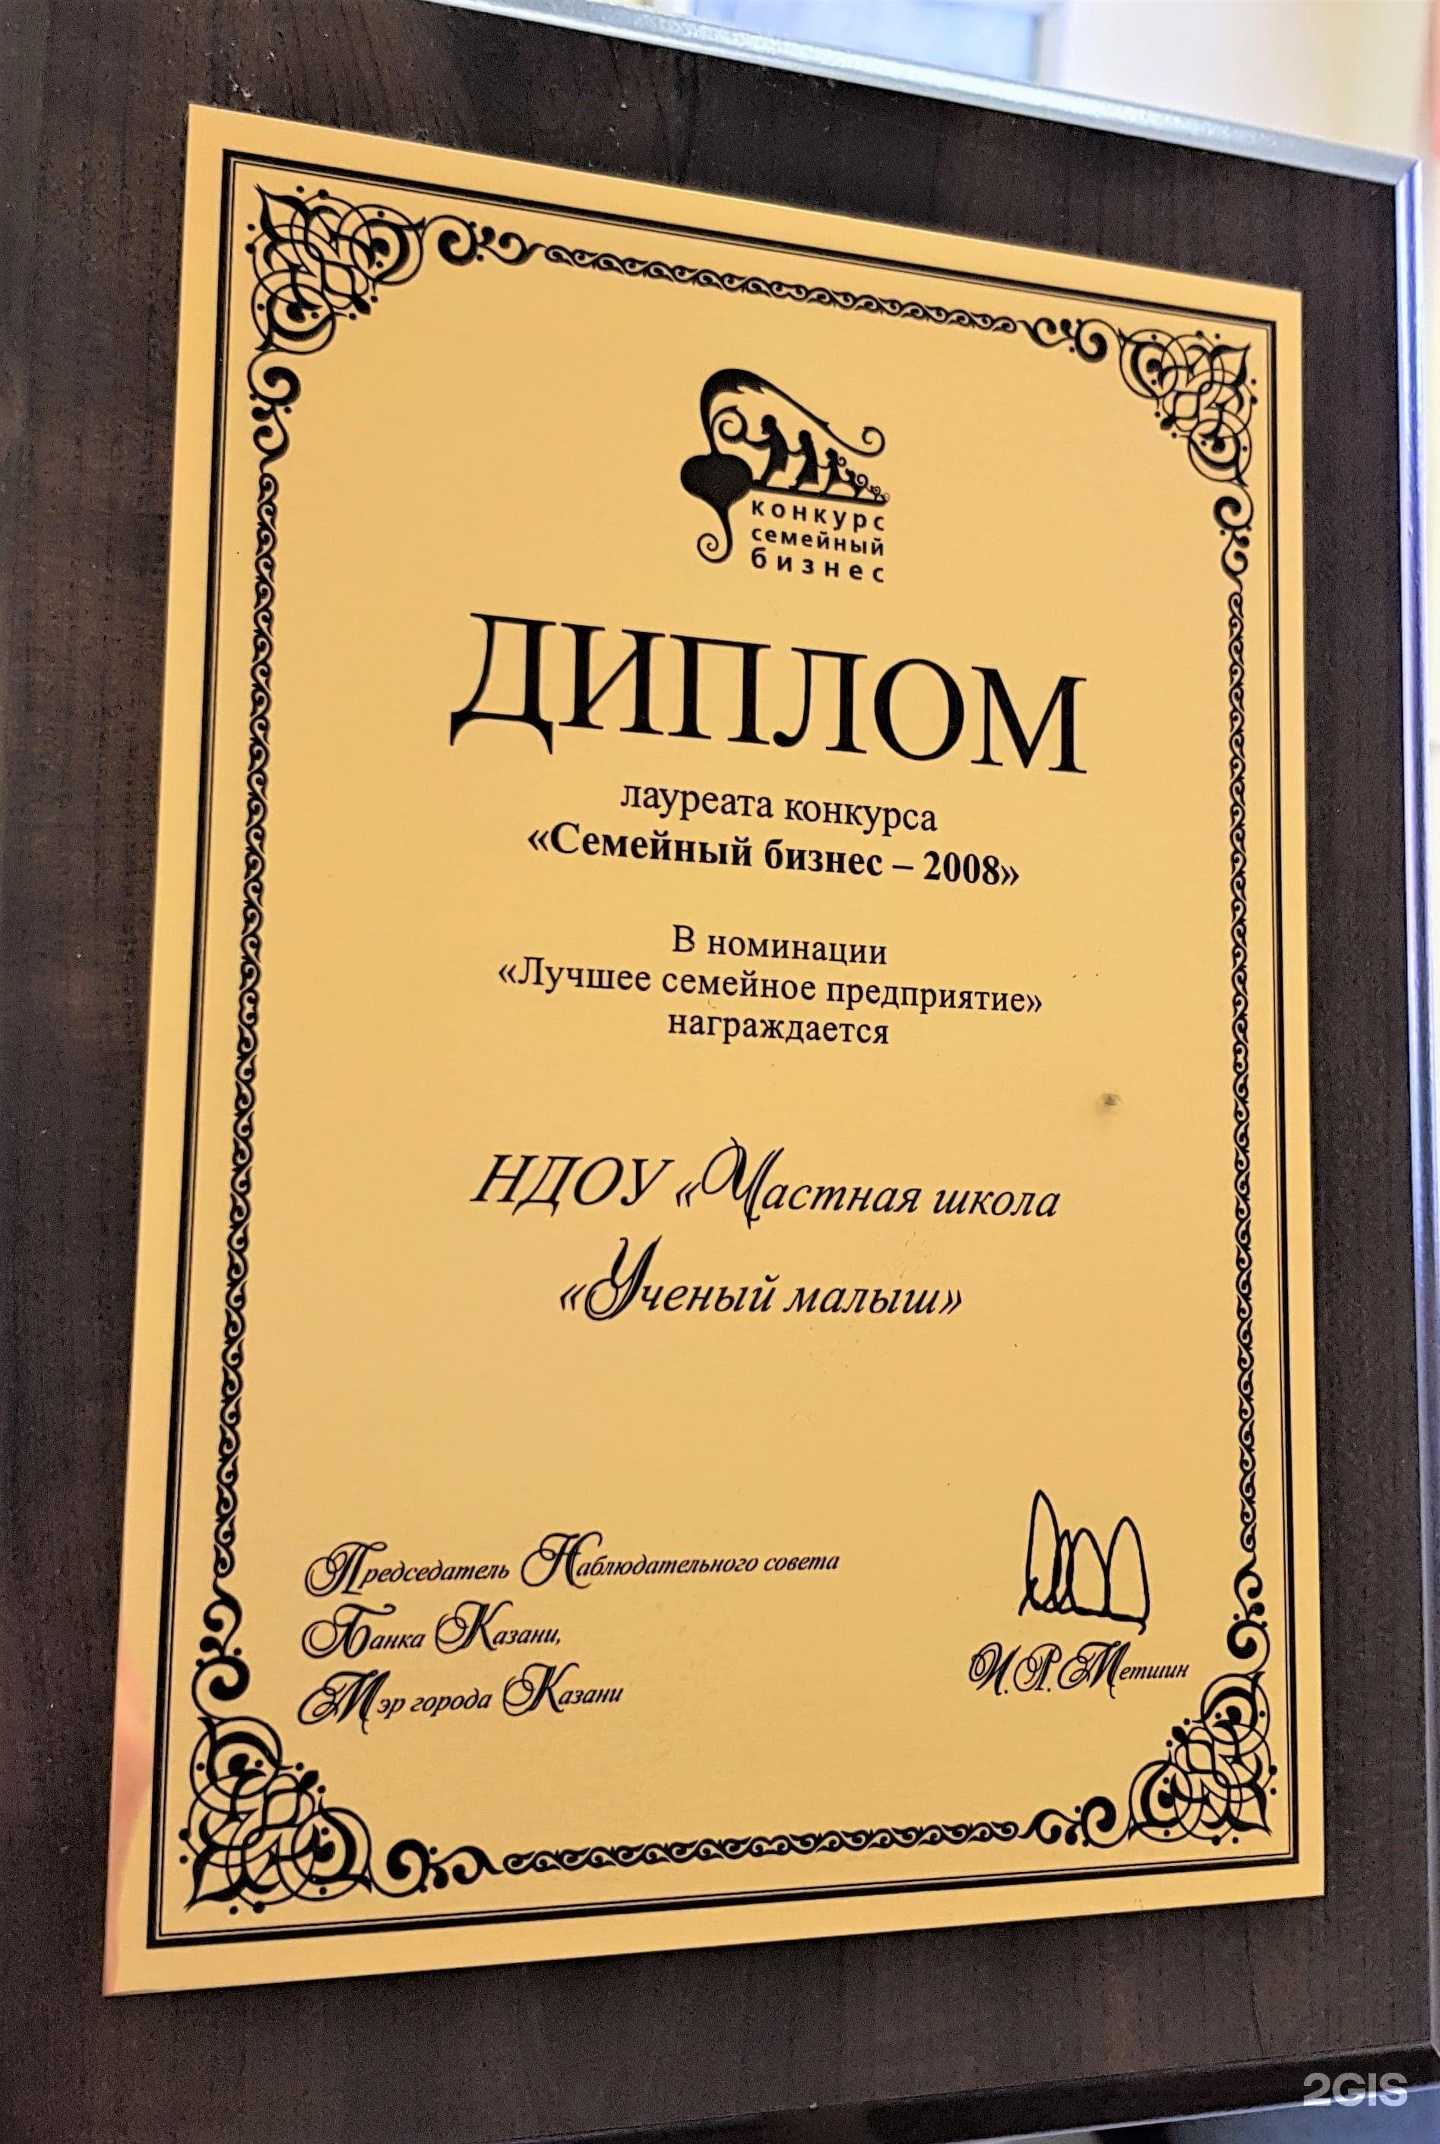 конкурс
семейный
бизнес
ДИПЛОМ
лауреата конкурса
«Семейный бизнес – 2008»
В номинации
«Лучшее семейное предприятие»
награждается
НДОУ «Частная школа
«Ученый малыш»
Председатель Наблюдательного совета
Банка Казани,
Мэр города Казани
И.Р.Метшин
2GIS